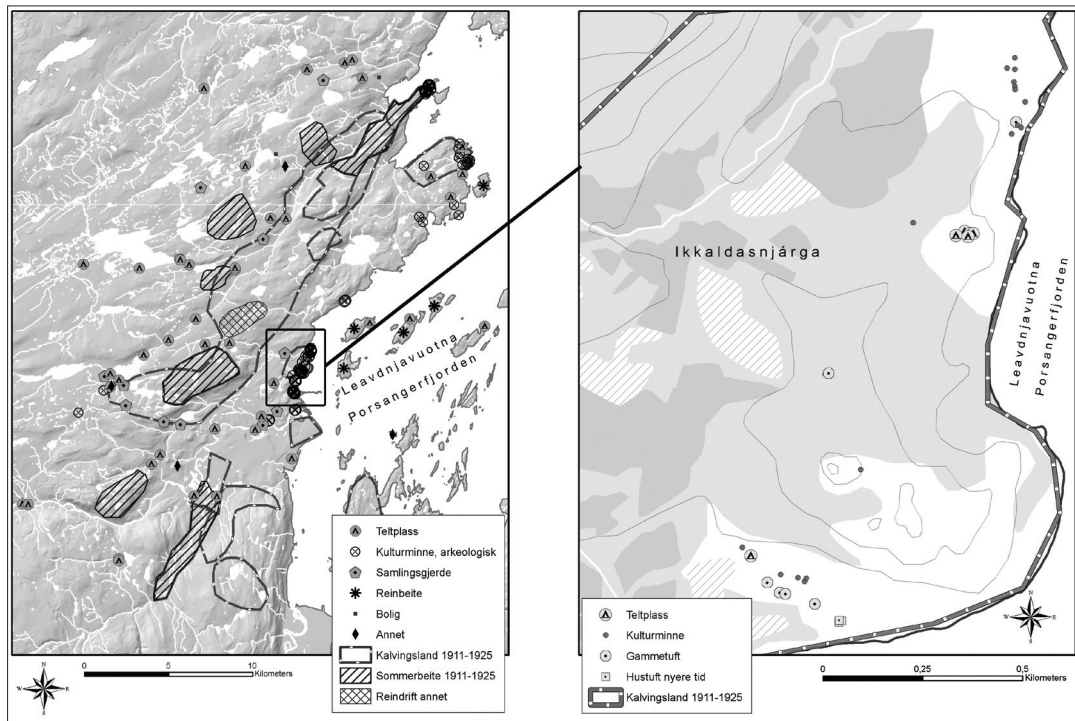 Leavdnjavuotna
Porsangerfjorden
Teltplass
Kulturminne, arkeologisk
Samlingsgjerde
Reinbeite
Bolig
Annet
Kalvingsland 1911-1925
Sommerbeite 1911-1925
Reindrift annet
N
W E
S
0 5 10
Kilometers
Ikkaldasnjárga
Leavdnjavuotna
Porsangerfjorden
Teltplass
Kulturminne
Gammetuft
Hustuft nyere tid
Kalvingsland 1911-1925
N
W E
S
0 0,25 0,5
Kilometers